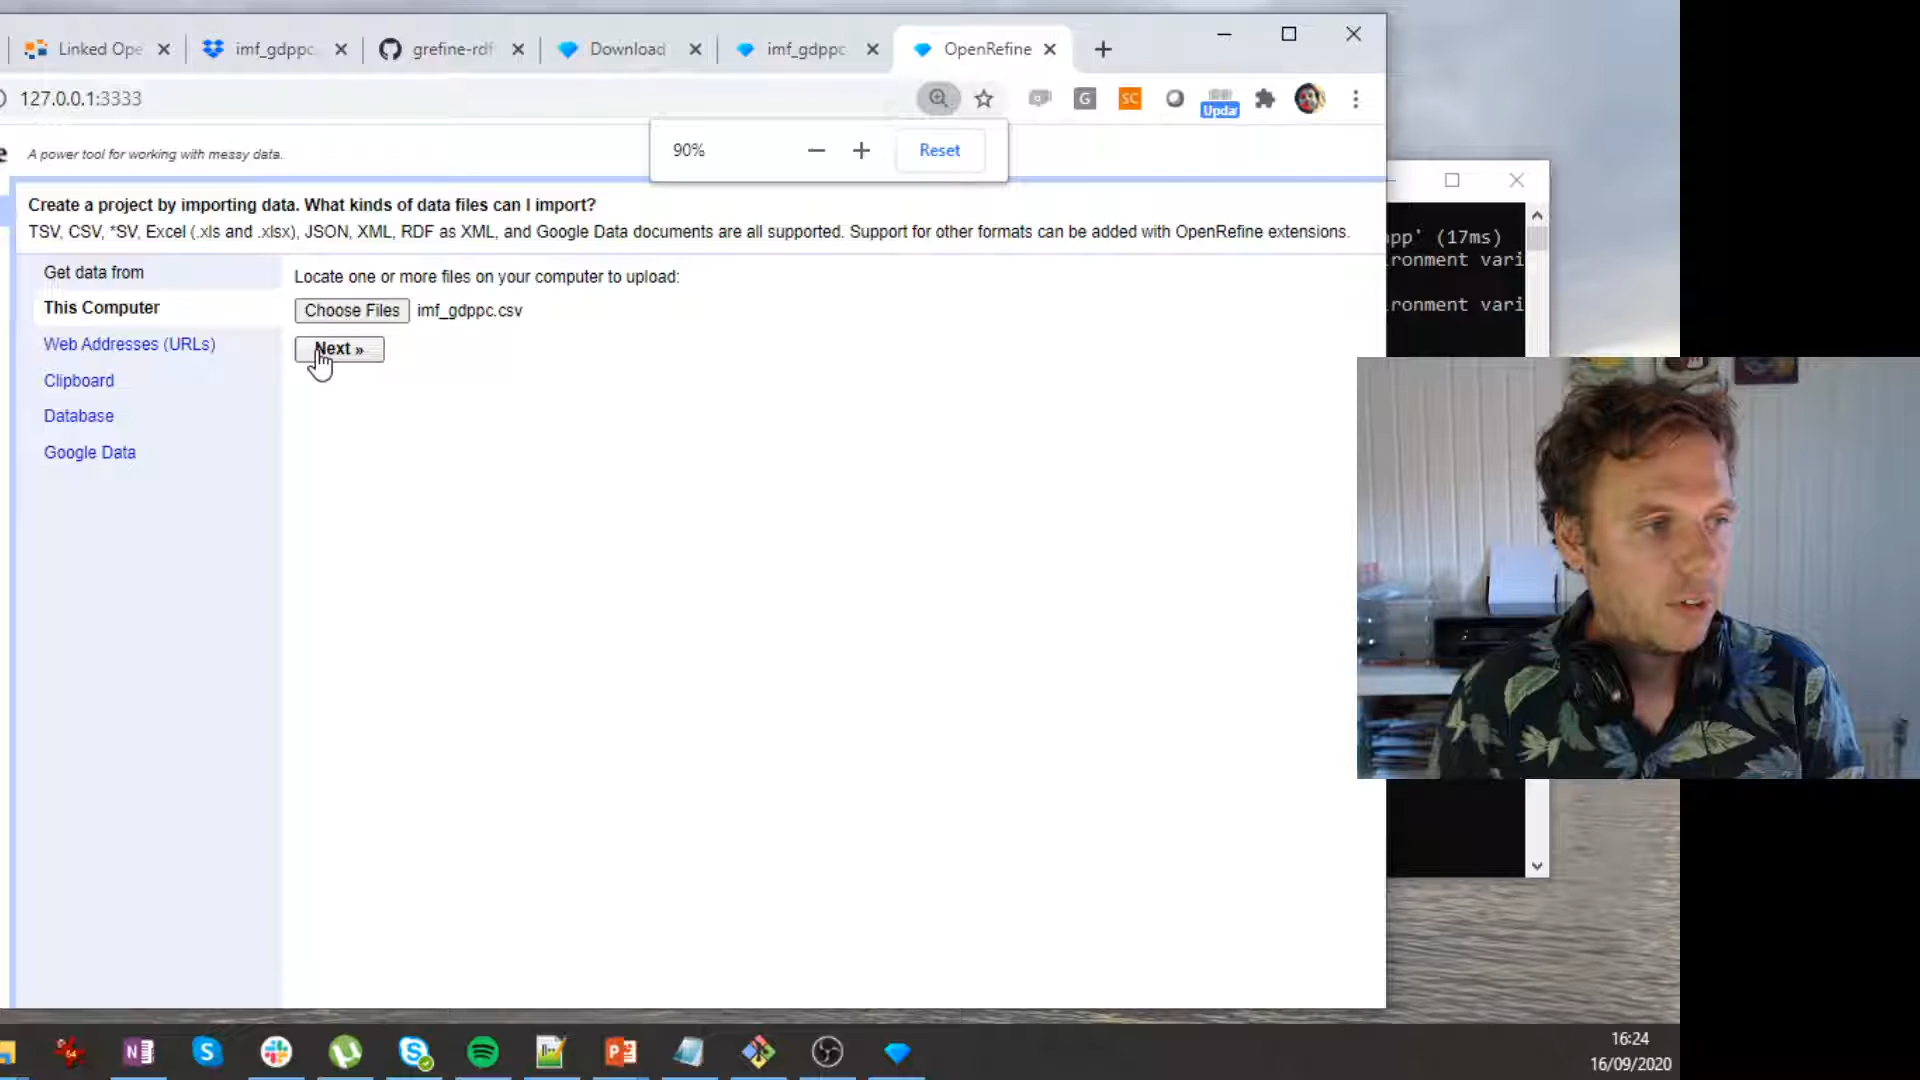 Linked Ope
imf_gdppc.
grefine-rdf
Download
imf_gdppc
OpenRefine
127.0.0.1:3333
G
SC
Updat
e
A power tool for working with messy data.
90%
Reset
Create a project by importing data. What kinds of data files can I import?
TSV, CSV, *SV, Excel (.xls and .xlsx), JSON, XML, RDF as XML, and Google Data documents are all supported. Support for other formats can be added with OpenRefine extensions.
Get data from
This Computer
Web Addresses (URLs)
Clipboard
Database
Google Data
Locate one or more files on your computer to upload:
Choose Files imf_gdppc.csv
Next »
app' (17ms)
ronment vari
ronment vari
16:24
16/09/2020